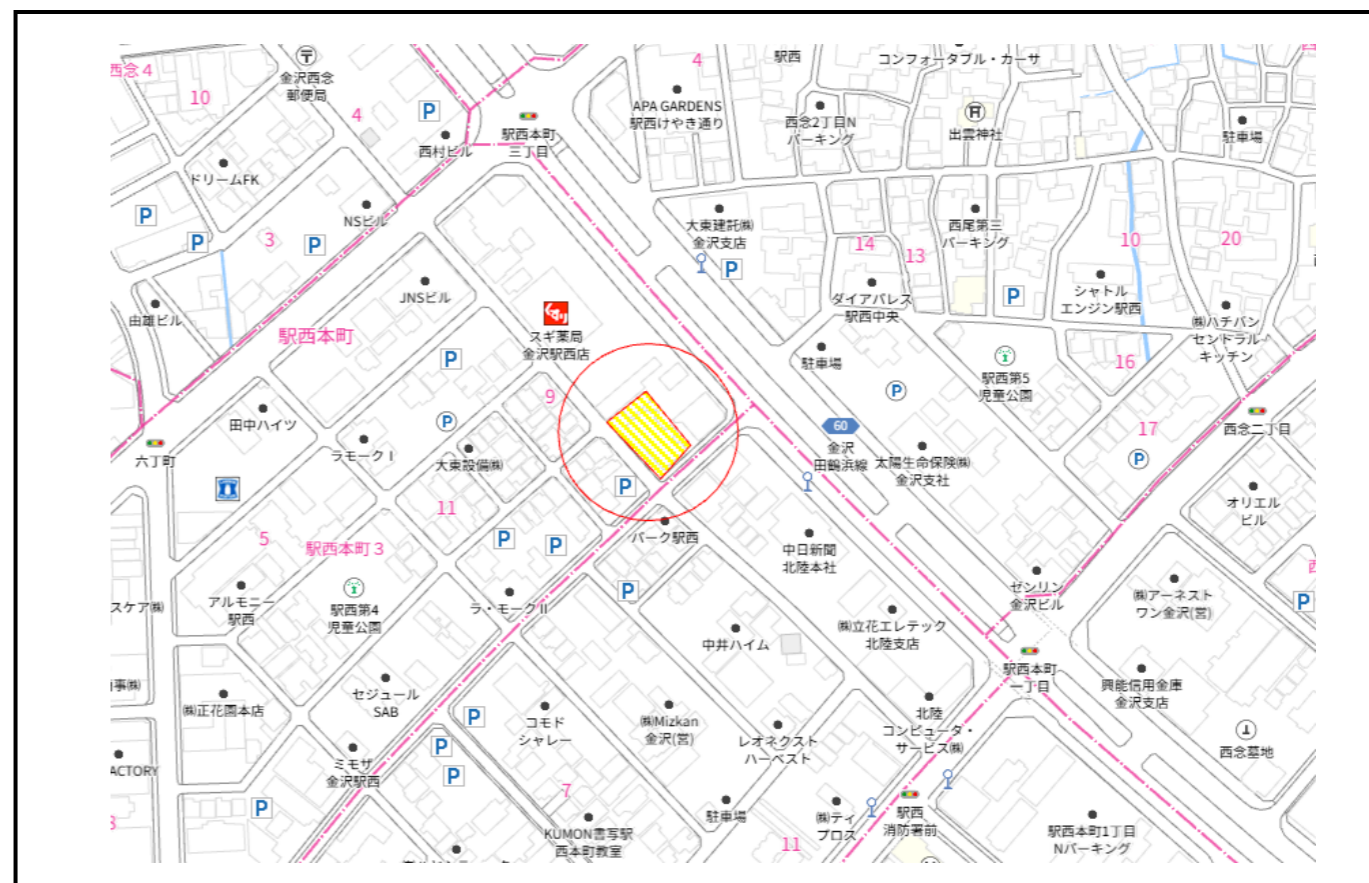 西念4
10
金沢西念
郵便局
4
P
西村ビル
駅西本町
三丁目
4
APA GARDENS
駅西けやき通り
駅西
コンフォータブル・カーサ
西念2丁目N
パーキング
出雲神社
駐車場
ドリームFK
NSビル
P
P
3
P
大東建託㈱
金沢支店
P
14
13
西尾第三
パーキング
10
20
P
シャトル
エンジン駅西
由雄ビル
JNSビル
駅西本町
くすり
スギ薬局
金沢駅西店
ダイアパレス
駅西中央
駐車場
P
駅西第5
児童公園
16
㈱ハチバン
セントラル
キッチン
P
9
田中ハイツ
P
六丁町
ラモークⅠ
大東設備㈱
60
金沢
田鶴浜線
太陽生命保険㈱
金沢支社
17
P
西念二丁目
P
11
5
駅西本町3
P
P
パーク駅西
中日新聞
北陸本社
オリエル
ビル
スケア㈱
アルモニー
駅西
駅西第4
児童公園
ラ・モークⅡ
P
ゼンリン
金沢ビル
㈱アーネスト
ワン金沢(営)
P
中井ハイム
㈱立花エレテック
北陸支店
駅西本町
一丁目
興能信用金庫
金沢支店
事㈱
㈱正花園本店
セジュール
SAB
P
コモド
シャレー
㈱Mizkan
金沢(営)
レオネクスト
ハーベスト
北陸
コンピュータ・
サービス㈱
西念墓地
ACTORY
ミモザ
金沢駅西
P
P
P
7
KUMON書写駅
西本町教室
駐車場
11
㈱ティ
プロス
駅西
消防署前
駅西本町1丁目
Nパーキング